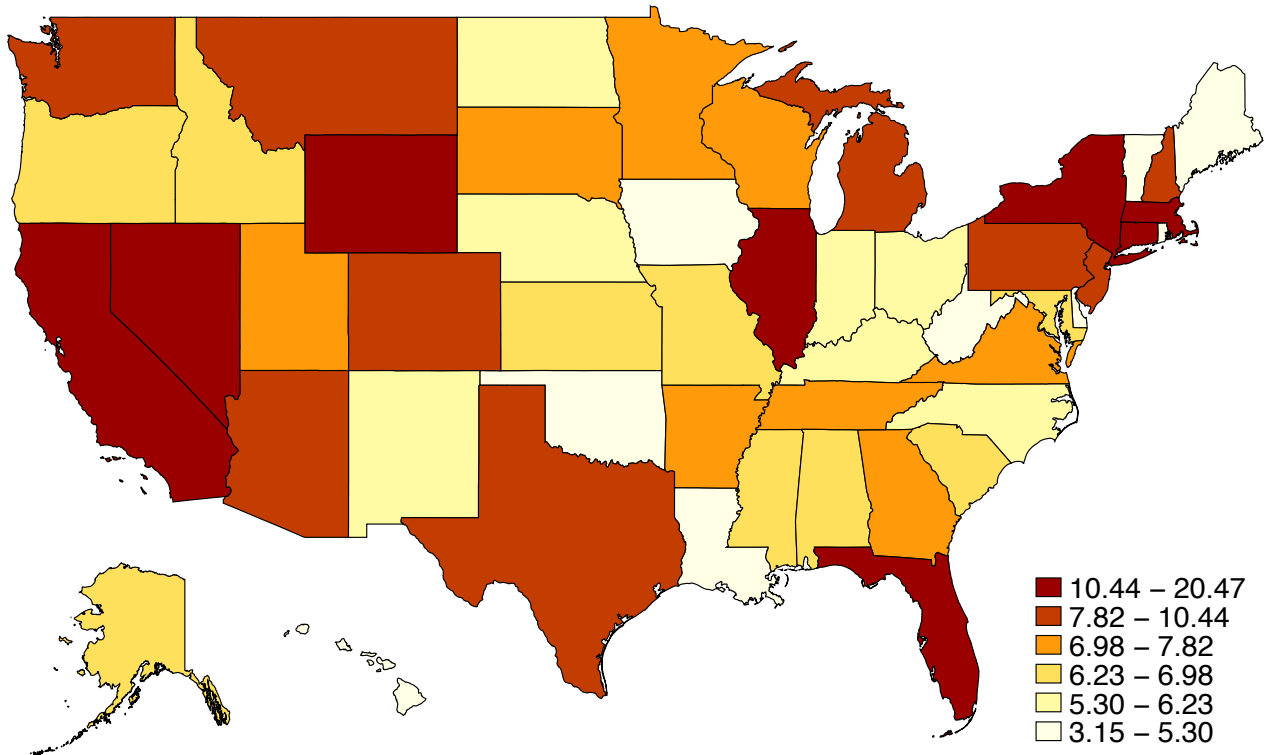 10.44 – 20.47
7.82 – 10.44
6.98 – 7.82
6.23 – 6.98
5.30 – 6.23
3.15 – 5.30